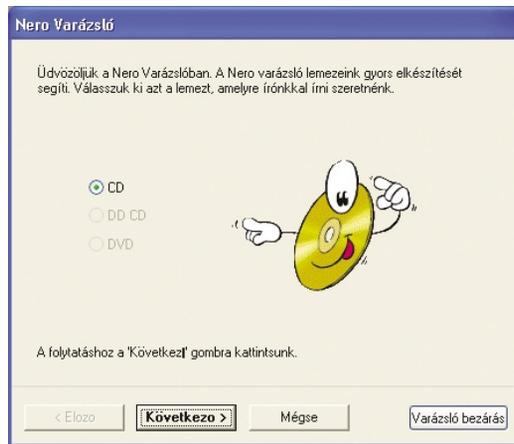 Nero Varázsló
Üdvözöljük a Nero Varázslóban. A Nero varázsló lemezeink gyors elkészítését
segíti. Válasszuk ki azt a lemezt, amelyre írónkkal írni szeretnénk.
CD
DD CD
DVD
A folytatáshoz a 'Következ|' gombra kattintsunk.
< Elozo
Következo >
Mégse
Varázsló bezárás